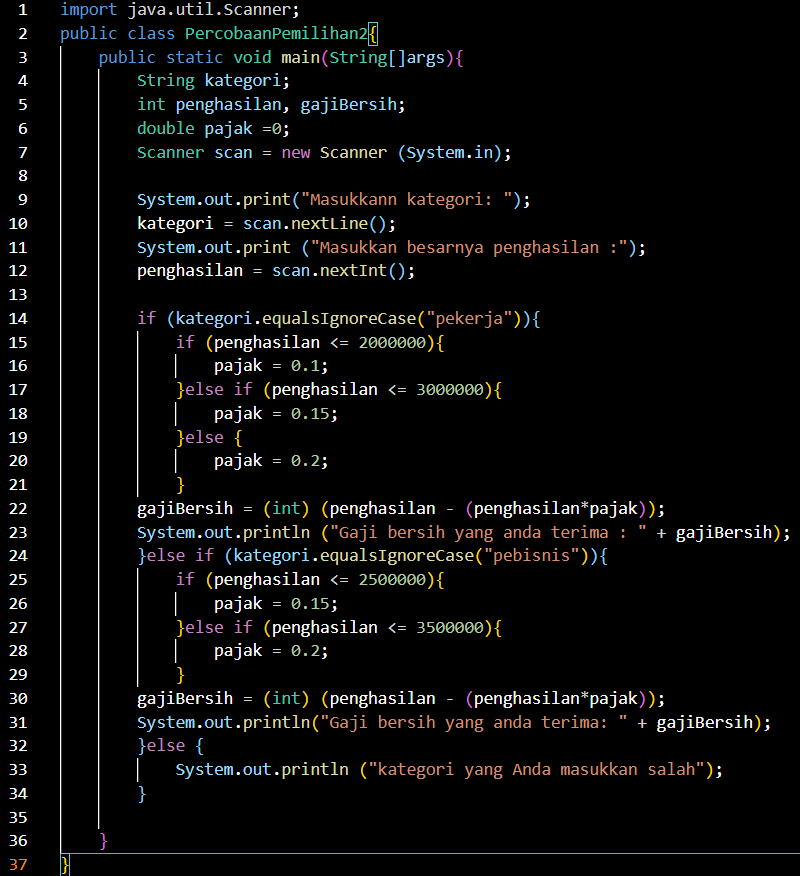 1 import java.util.Scanner;
2 public class PercobaanPemilihan2{
3 public static void main(String[]args){
4 String kategori;
5 int penghasilan, gajiBersih;
6 double pajak =0;
7 Scanner scan = new Scanner (System.in);
8
9 System.out.print("Masukkann kategori: ");
10 kategori = scan.nextLine();
11 System.out.print ("Masukkan besarnya penghasilan :");
12 penghasilan = scan.nextInt();
13
14 if (kategori.equalsIgnoreCase("pekerja")){
15 if (penghasilan <= 2000000){
16 pajak = 0.1;
17 }else if (penghasilan <= 3000000){
18 pajak = 0.15;
19 }else {
20 pajak = 0.2;
21 }
22 gajiBersih = (int) (penghasilan - (penghasilan*pajak));
23 System.out.println ("Gaji bersih yang anda terima : " + gajiBersih);
24 }else if (kategori.equalsIgnoreCase("pebisnis")){
25 if (penghasilan <= 2500000){
26 pajak = 0.15;
27 }else if (penghasilan <= 3500000){
28 pajak = 0.2;
29 }
30 gajiBersih = (int) (penghasilan - (penghasilan*pajak));
31 System.out.println("Gaji bersih yang anda terima: " + gajiBersih);
32 }else {
33 System.out.println ("kategori yang Anda masukkan salah");
34 }
35
36 }
37 }